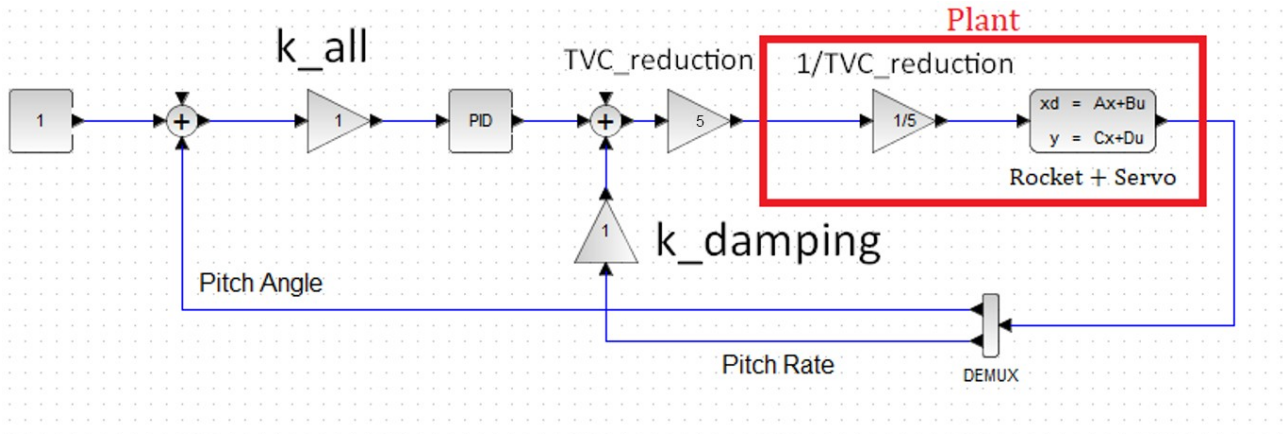 Plant
k_all
TVC_reduction
1/TVC_reduction
1
+
1
PID
+
5
1/5
xd = Ax+Bu
y = Cx+Du
Rocket + Servo
1
k_damping
Pitch Angle
Pitch Rate
DEMUX